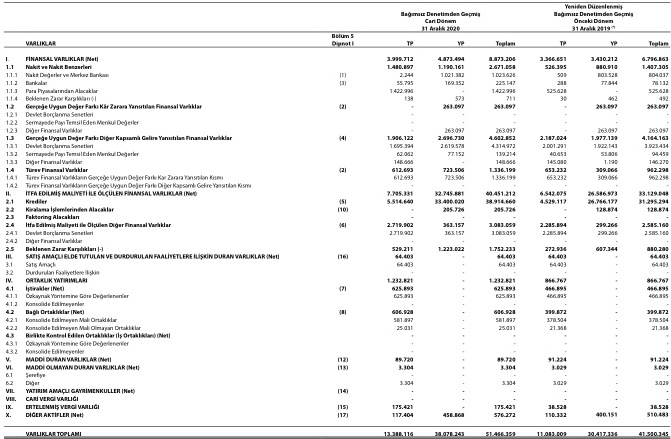 Yeniden Düzenlenmiş
Bağımsız Denetimden Geçmiş Bağımsız Denetimden Geçmiş
Cari Dönem Önceki Dönem
31 Aralık 2020 31 Aralık 2019 (*)
Bölüm 5
VARLIKLAR Dipnot I TP YP Toplam TP YP Toplam
I. FİNANSAL VARLIKLAR (Net) 3.999.712 4.873.494 8.873.206 3.366.651 3.430.212 6.796.863
1.1 Nakit ve Nakit Benzerleri 1.480.897 1.190.161 2.671.058 526.395 880.910 1.407.305
1.1.1 Nakit Değerler ve Merkez Bankası (1) 2.244 1.021.382 1.023.626 509 803.528 804.037
1.1.2 Bankalar (3) 55.795 169.352 225.147 288 77.844 78.132
1.1.3 Para Piyasalarından Alacaklar 1.422.996 - 1.422.996 525.628 - 525.628
1.1.4 Beklenen Zarar Karşılıkları (-) 138 573 711 30 462 492
1.2 Gerçeğe Uygun Değer Farkı Kâr Zarara Yansıtılan Finansal Varlıklar (2) - 263.097 263.097 - 263.097 263.097
1.2.1 Devlet Borçlanma Senetleri - - - - - -
1.2.2 Sermayede Payı Temsil Eden Menkul Değerler - - - - - -
1.2.3 Diğer Finansal Varlıklar - 263.097 263.097 - 263.097 263.097
1.3 Gerçeğe Uygun Değer Farkı Diğer Kapsamlı Gelire Yansıtılan Finansal Varlıklar (4) 1.906.122 2.696.730 4.602.852 2.187.024 1.977.139 4.164.163
1.3.1 Devlet Borçlanma Senetleri 1.695.394 2.619.578 4.314.972 2.001.291 1.922.143 3.923.434
1.3.2 Sermayede Payı Temsil Eden Menkul Değerler 62.062 77.152 139.214 40.653 53.806 94.459
1.3.3 Diğer Finansal Varlıklar 148.666 - 148.666 145.080 1.190 146.270
1.4 Türev Finansal Varlıklar (2) 612.693 723.506 1.336.199 653.232 309.066 962.298
1.4.1 Türev Finansal Varlıkların Gerçeğe Uygun Değer Farkı Kar Zarara Yansıtılan Kısmı 612.693 723.506 1.336.199 653.232 309.066 962.298
1.4.2 Türev Finansal Varlıkların Gerçeğe Uygun Değer Farkı Diğer Kapsamlı Gelire Yansıtılan Kısmı - - - - - -
II. İTFA EDİLMİŞ MALİYETİ İLE ÖLÇÜLEN FİNANSAL VARLIKLAR (Net) 7.705.331 32.745.881 40.451.212 6.542.075 26.586.973 33.129.048
2.1 Krediler (5) 5.514.640 33.400.020 38.914.660 4.529.117 26.766.177 31.295.294
2.2 Kiralama İşlemlerinden Alacaklar (10) - 205.726 205.726 - 128.874 128.874
2.3 Faktoring Alacakları - - - - - -
2.4 İtfa Edilmiş Maliyeti ile Ölçülen Diğer Finansal Varlıklar (6) 2.719.902 363.157 3.083.059 2.285.894 299.266 2.585.160
2.4.1 Devlet Borçlanma Senetleri 2.719.902 363.157 3.083.059 2.285.894 299.266 2.585.160
2.4.2 Diğer Finansal Varlıklar - - - - - -
2.5 Beklenen Zarar Karşılıkları (-) 529.211 1.223.022 1.752.233 272.936 607.344 880.280
III. SATIŞ AMAÇLI ELDE TUTULAN VE DURDURULAN FAALİYETLERE İLİŞKİN DURAN VARLIKLAR (Net) (16) 64.403 - 64.403 64.403 - 64.403
3.1 Satış Amaçlı 64.403 - 64.403 64.403 - 64.403
3.2 Durdurulan Faaliyetlere İlişkin - - - - - -
IV. ORTAKLIK YATIRIMLARI 1.232.821 - 1.232.821 866.767 - 866.767
4.1 İştirakler (Net) (7) 625.893 - 625.893 466.895 - 466.895
4.1.1 Özkaynak Yöntemine Göre Değerlenenler 625.893 - 625.893 466.895 - 466.895
4.1.2 Konsolide Edilmeyenler - - - - - -
4.2 Bağlı Ortaklıklar (Net) (8) 606.928 - 606.928 399.872 - 399.872
4.2.1 Konsolide Edilmeyen Mali Ortaklıklar 581.897 - 581.897 378.504 - 378.504
4.2.2 Konsolide Edilmeyen Mali Olmayan Ortaklıklar 25.031 - 25.031 21.368 - 21.368
4.3 Birlikte Kontrol Edilen Ortaklıklar (İş Ortaklıkları) (Net) - - - - - -
4.3.1 Özkaynak Yöntemine Göre Değerlenenler - - - - - -
4.3.2 Konsolide Edilmeyenler - - - - - -
V. MADDİ DURAN VARLIKLAR (Net) (12) 89.720 - 89.720 91.224 - 91.224
VI. MADDİ OLMAYAN DURAN VARLIKLAR (Net) (13) 3.304 - 3.304 3.029 - 3.029
6.1 Şerefiye - - - - - -
6.2 Diğer 3.304 - 3.304 3.029 - 3.029
VII. YATIRIM AMAÇLI GAYRİMENKULLER (Net) (14) - - - - - -
VIII. CARİ VERGİ VARLIĞI - - - - - -
IX. ERTELENMİŞ VERGİ VARLIĞI (15) 175.421 - 175.421 38.528 - 38.528
X. DİĞER AKTİFLER (Net) (17) 117.404 458.868 576.272 110.332 400.151 510.483
VARLIKLAR TOPLAMI 13.388.116 38.078.243 51.466.359 11.083.009 30.417.336 41.500.345